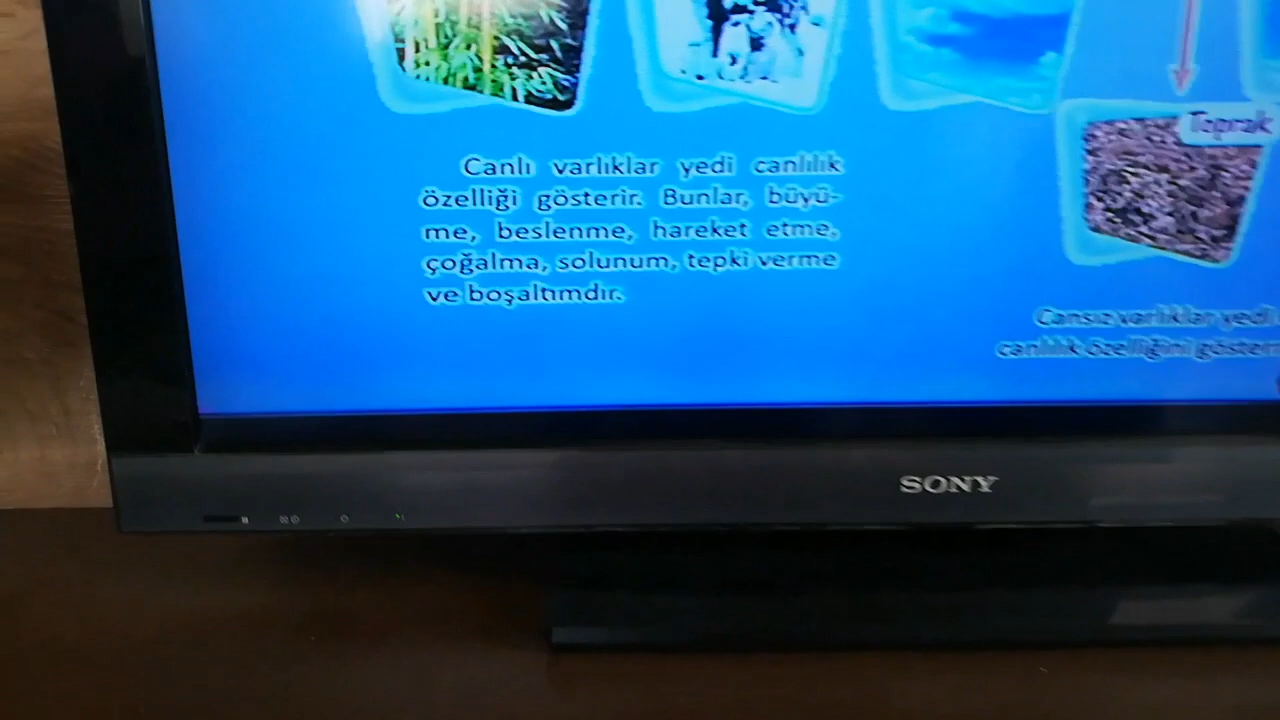 Toprak
Canlı varlıklar yedi canlılık
özelliği gösterir. Bunlar, büyü-
me, beslenme, hareket etme,
çoğalma, solunum, tepki verme
ve boşaltımdır.
Cansız varlıklar yedi
canlılık özelliğini
SONY